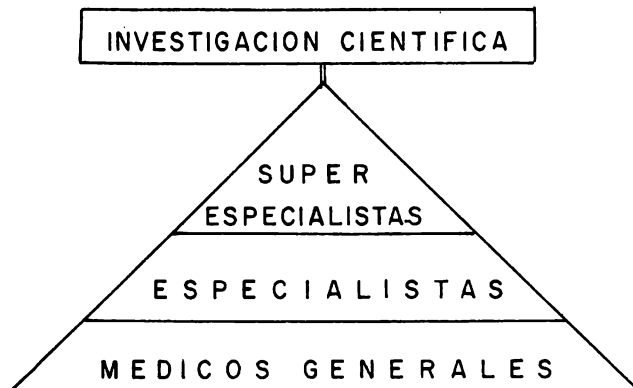 INVESTIGACION CIENTIFICA
SUPER
ESPECIALISTAS
ESPECIALISTAS
MEDICOS GENERALES